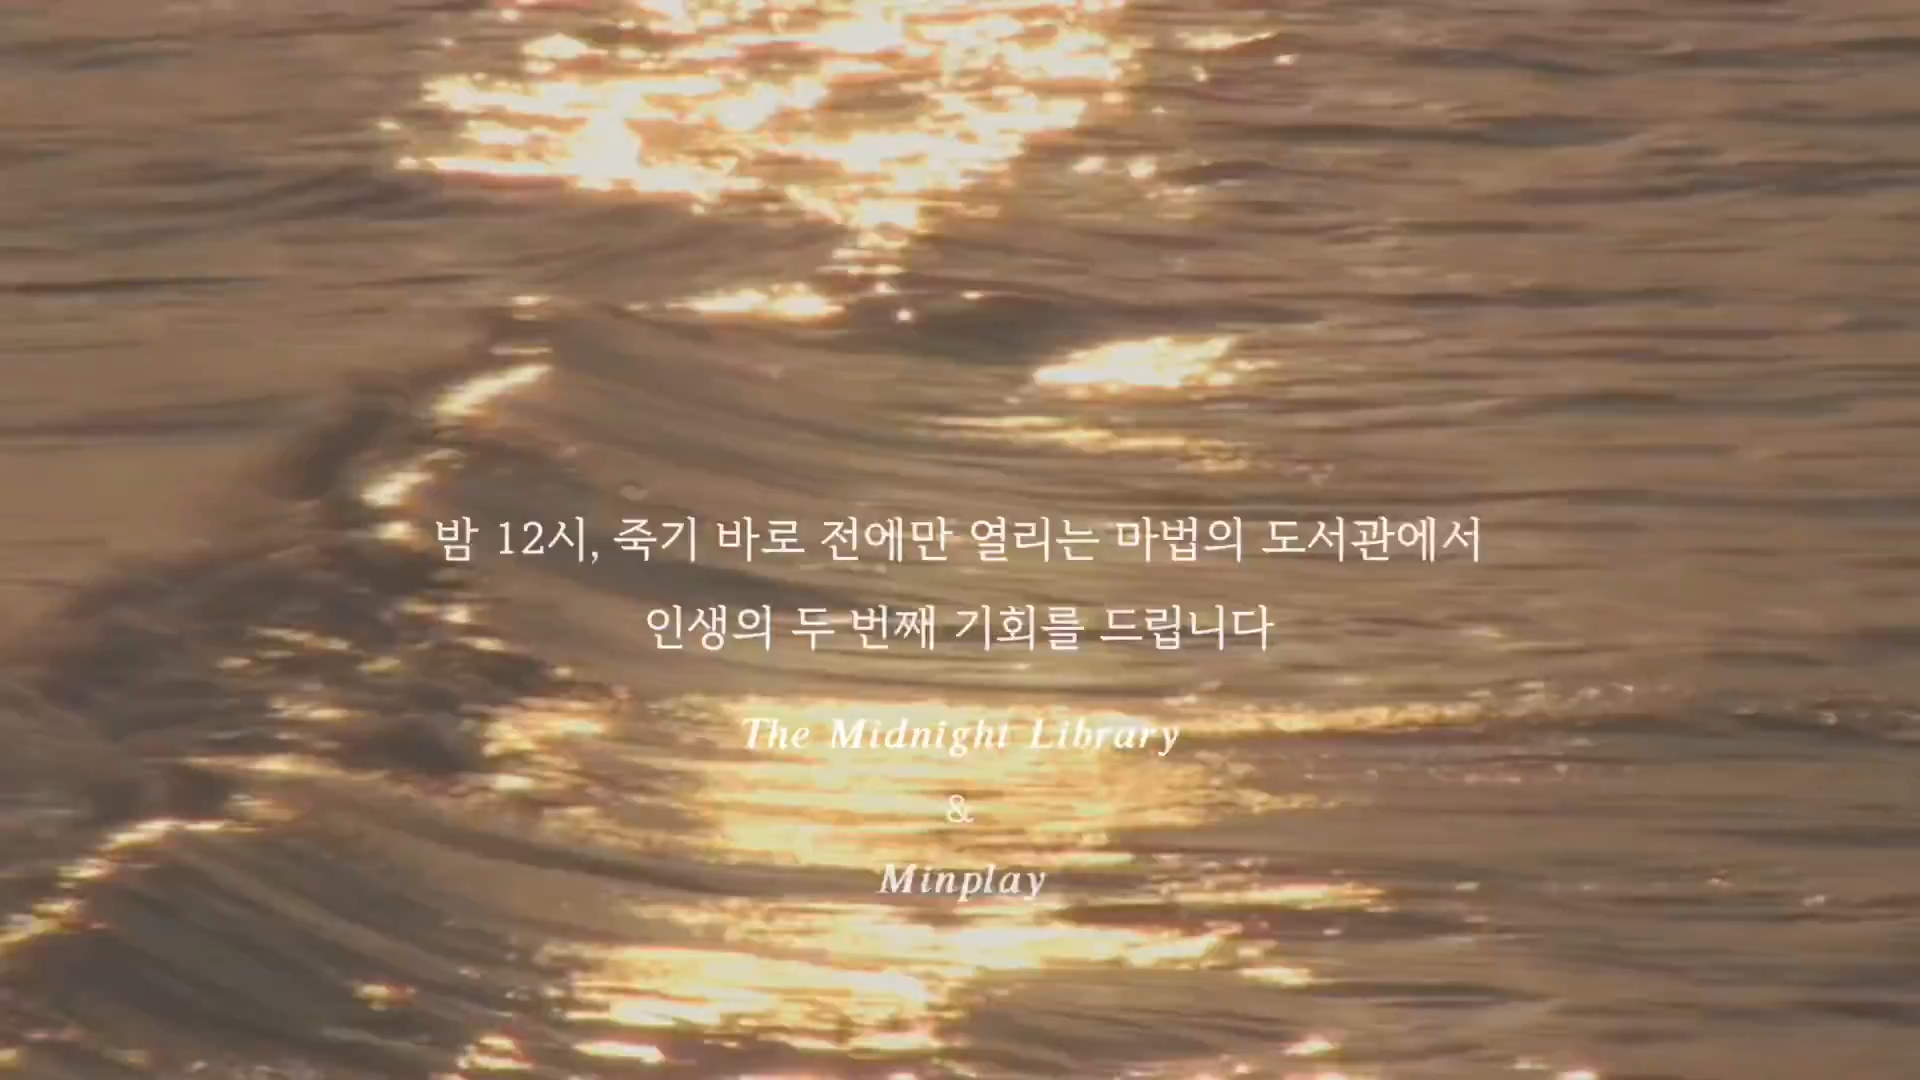 밤 12시, 죽기 바로 전에만 열리는 마법의 도서관에서
인생의 두 번째 기회를 드립니다
The Midnight Library
&
Minplay